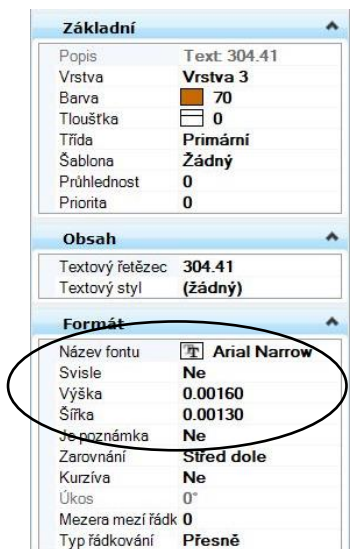 Základní
Popis Text: 304.41
Vrstva Vrstva 3
Barva 70
Tloušťka 0
Třída Primární
Šablona Žádný
Průhlednost 0
Priorita 0
Obsah
Textový řetězec 304.41
Textový styl (žádný)
Formát
Název fontu Arial Narrow
Svisle Ne
Výška 0.00160
Šířka 0.00130
Je poznámka Ne
Zarovnání Střed dole
Kurzíva Ne
Úkos 0°
Mezera mezi řádk 0
Typ řádkování Přesně